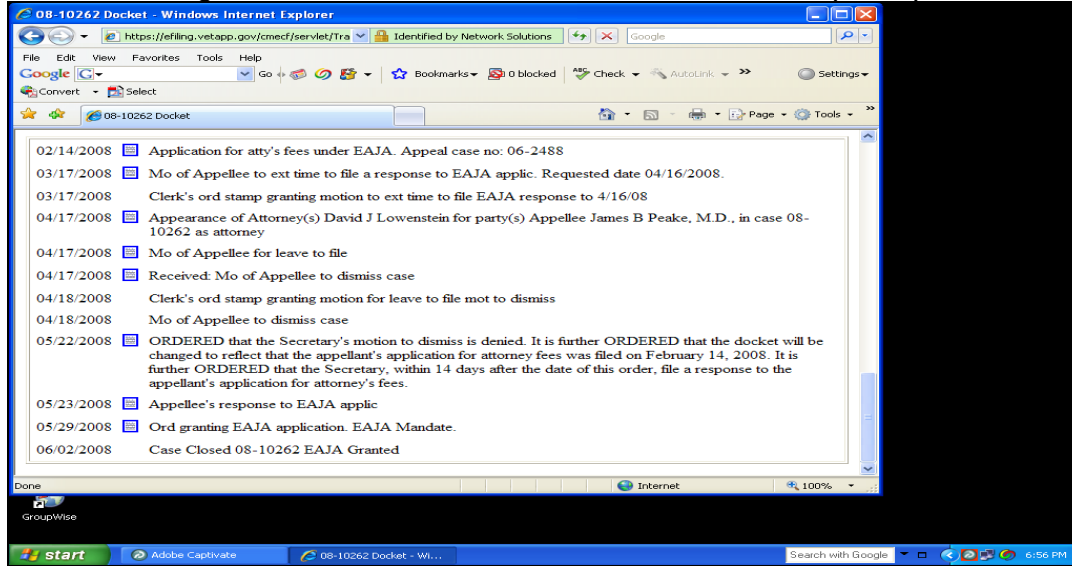 08-10262 Docket - Windows Internet Explorer
https://efiling.vetapp.gov/cmecf/servlet/Tra
Identified by Network Solutions
Google
File Edit View Favorites Tools Help
Google G Go Bookmarks 0 blocked Check AutoLink Settings
Convert Select
08-10262 Docket
Page Tools
02/14/2008 Application for atty's fees under EAJA. Appeal case no: 06-2488
03/17/2008 Mo of Appellee to ext time to file a response to EAJA applic. Requested date 04/16/2008.
03/17/2008 Clerk's ord stamp granting motion to ext time to file EAJA response to 4/16/08
04/17/2008 Appearance of Attorney(s) David J Lowenstein for party(s) Appellee James B Peake, M.D., in case 08-
10262 as attorney
04/17/2008 Mo of Appellee for leave to file
04/17/2008 Received: Mo of Appellee to dismiss case
04/18/2008 Clerk's ord stamp granting motion for leave to file mot to dismiss
04/18/2008 Mo of Appellee to dismiss case
05/22/2008 ORDERED that the Secretary's motion to dismiss is denied. It is further ORDERED that the docket will be
changed to reflect that the appellant's application for attorney fees was filed on February 14, 2008. It is
further ORDERED that the Secretary, within 14 days after the date of this order, file a response to the
appellant's application for attorney's fees.
05/23/2008 Appellee's response to EAJA applic
05/29/2008 Ord granting EAJA application. EAJA Mandate.
06/02/2008 Case Closed 08-10262 EAJA Granted
Done
Internet
100%
GroupWise
start
Adobe Captivate
08-10262 Docket - Wi...
Search with Google
6:56 PM